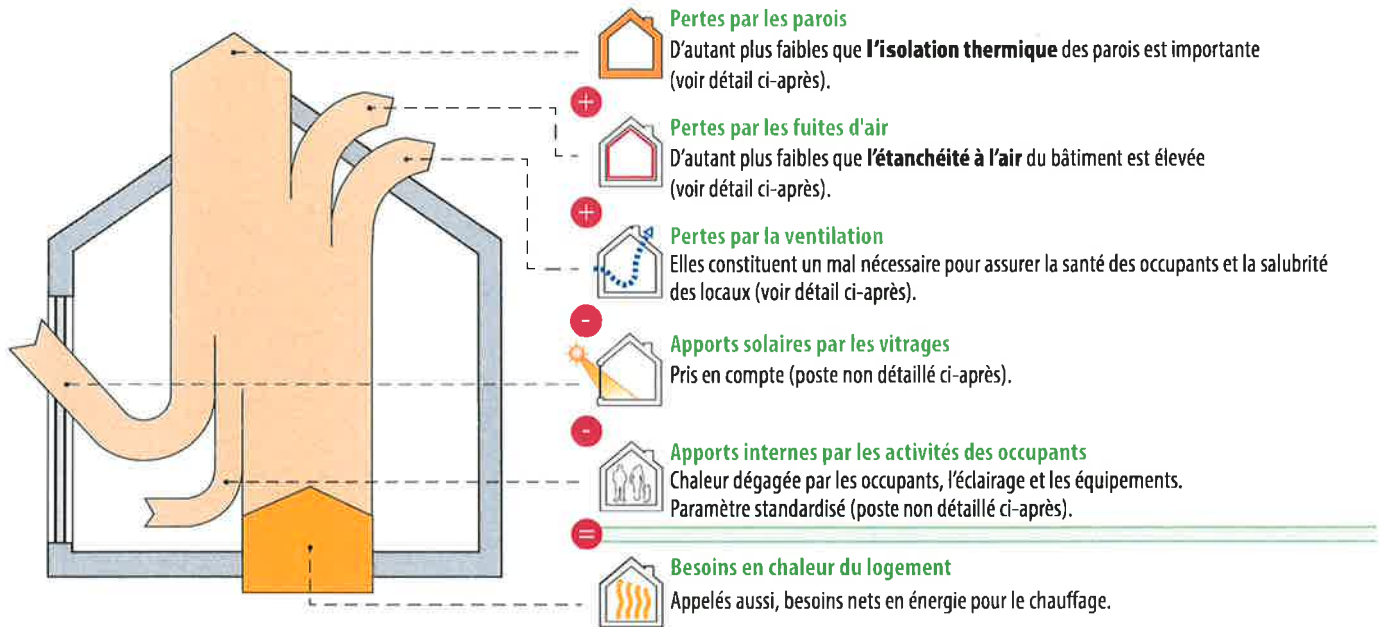 Pertes par les parois
D'autant plus faibles que l'isolation thermique des parois est importante
(voir détail ci-après).
+
Pertes par les fuites d'air
D'autant plus faibles que l'étanchéité à l'air du bâtiment est élevée
(voir détail ci-après).
+
Pertes par la ventilation
Elles constituent un mal nécessaire pour assurer la santé des occupants et la salubrité
des locaux (voir détail ci-après).
-
Apports solaires par les vitrages
Pris en compte (poste non détaillé ci-après).
-
Apports internes par les activités des occupants
Chaleur dégagée par les occupants, l'éclairage et les équipements.
Paramètre standardisé (poste non détaillé ci-après).
=
Besoins en chaleur du logement
Appelés aussi, besoins nets en énergie pour le chauffage.